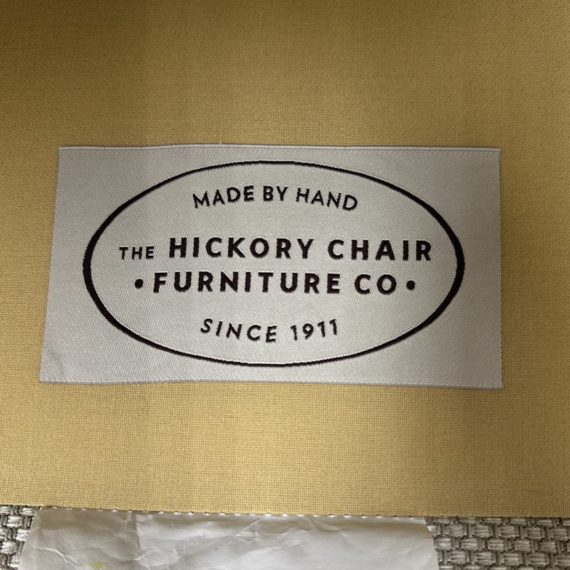 MADE BY HAND
THE HICKORY CHAIR
• FURNITURE CO •
SINCE 1911